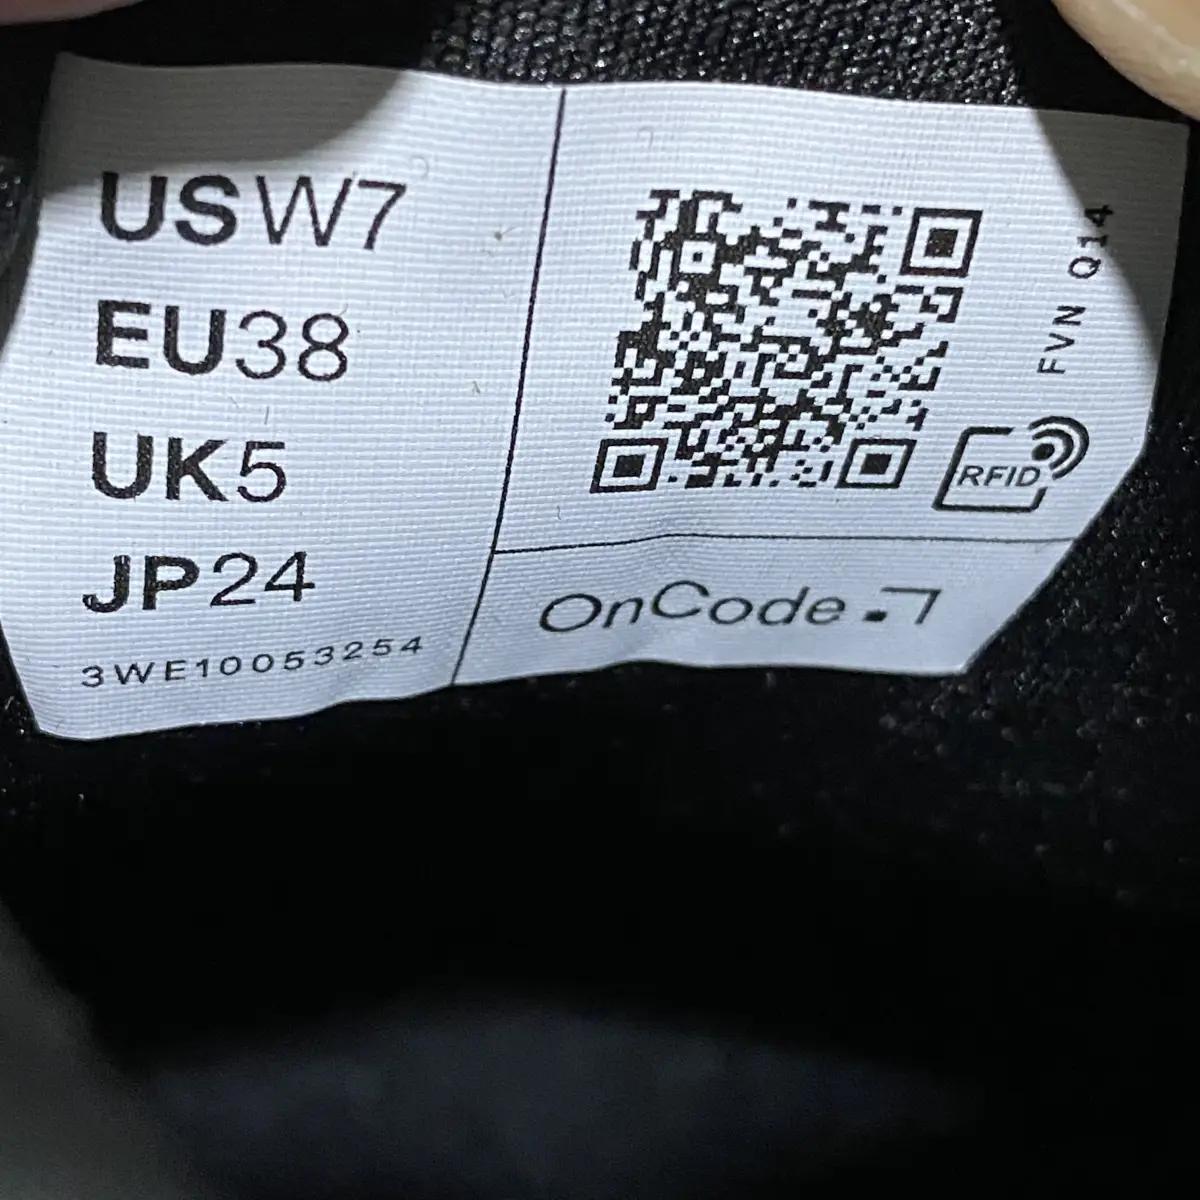 USW7
EU38
UK5
JP24
3WE10053254
FVN Q14
RFID
OnCode